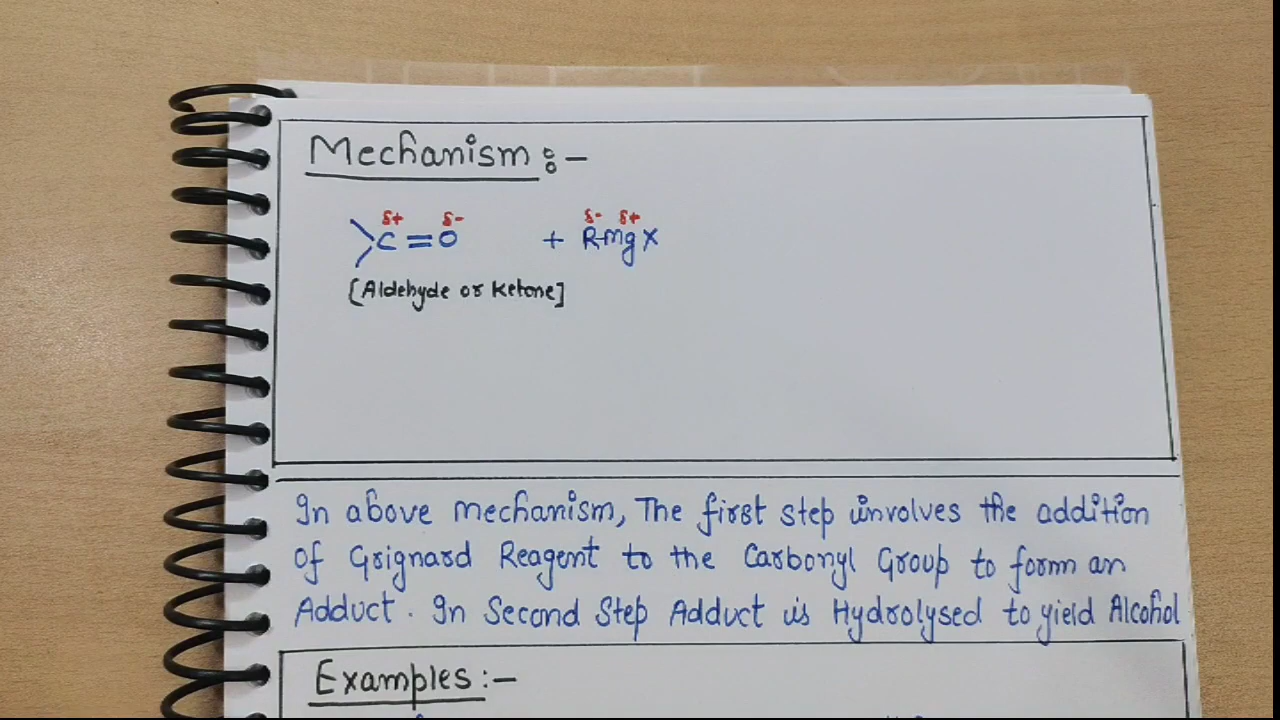 Mechanism :-
δ+ δ- δ- δ+
>C=O + R-MgX
[Aldehyde or Ketone]
In above mechanism, The first step involves the addition
of Grignard Reagent to the Carbonyl Group to form an
Adduct. In Second Step Adduct is Hydrolysed to yield Alcohol
Examples :-